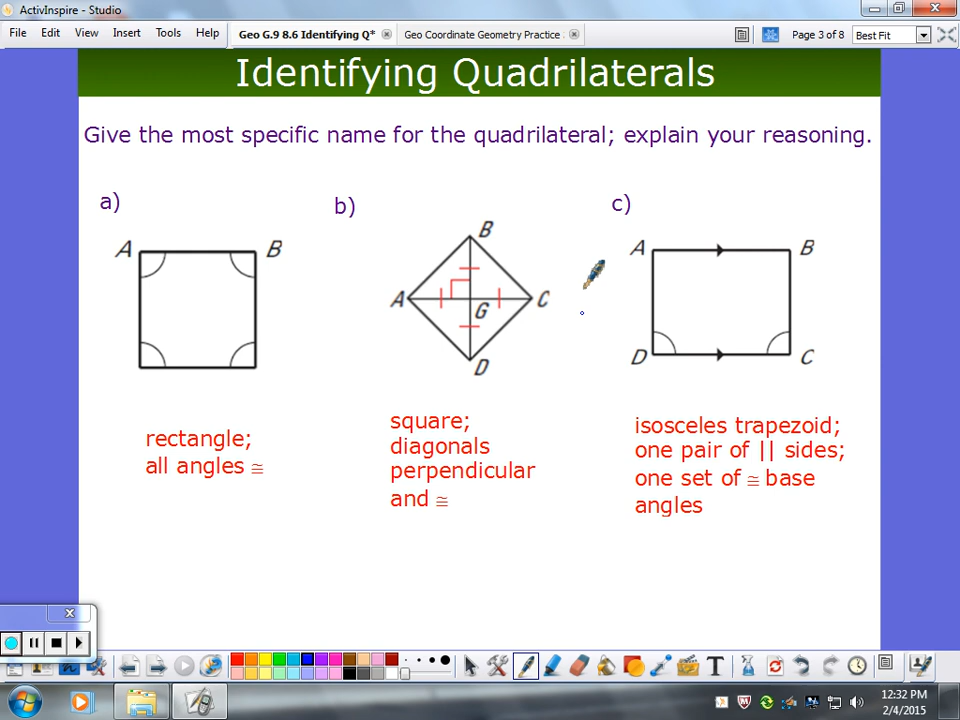 ActivInspire - Studio
File Edit View Insert Tools Help
Geo G.9 8.6 Identifying Q*
Geo Coordinate Geometry Practice
Page 3 of 8
Best Fit
Identifying Quadrilaterals
Give the most specific name for the quadrilateral; explain your reasoning.
a)
b)
c)
A B
B
A G C
D
A B
D C
rectangle;
all angles ≅
square;
diagonals
perpendicular
and ≅
isosceles trapezoid;
one pair of || sides;
one set of ≅ base
angles
12:32 PM
2/4/2015